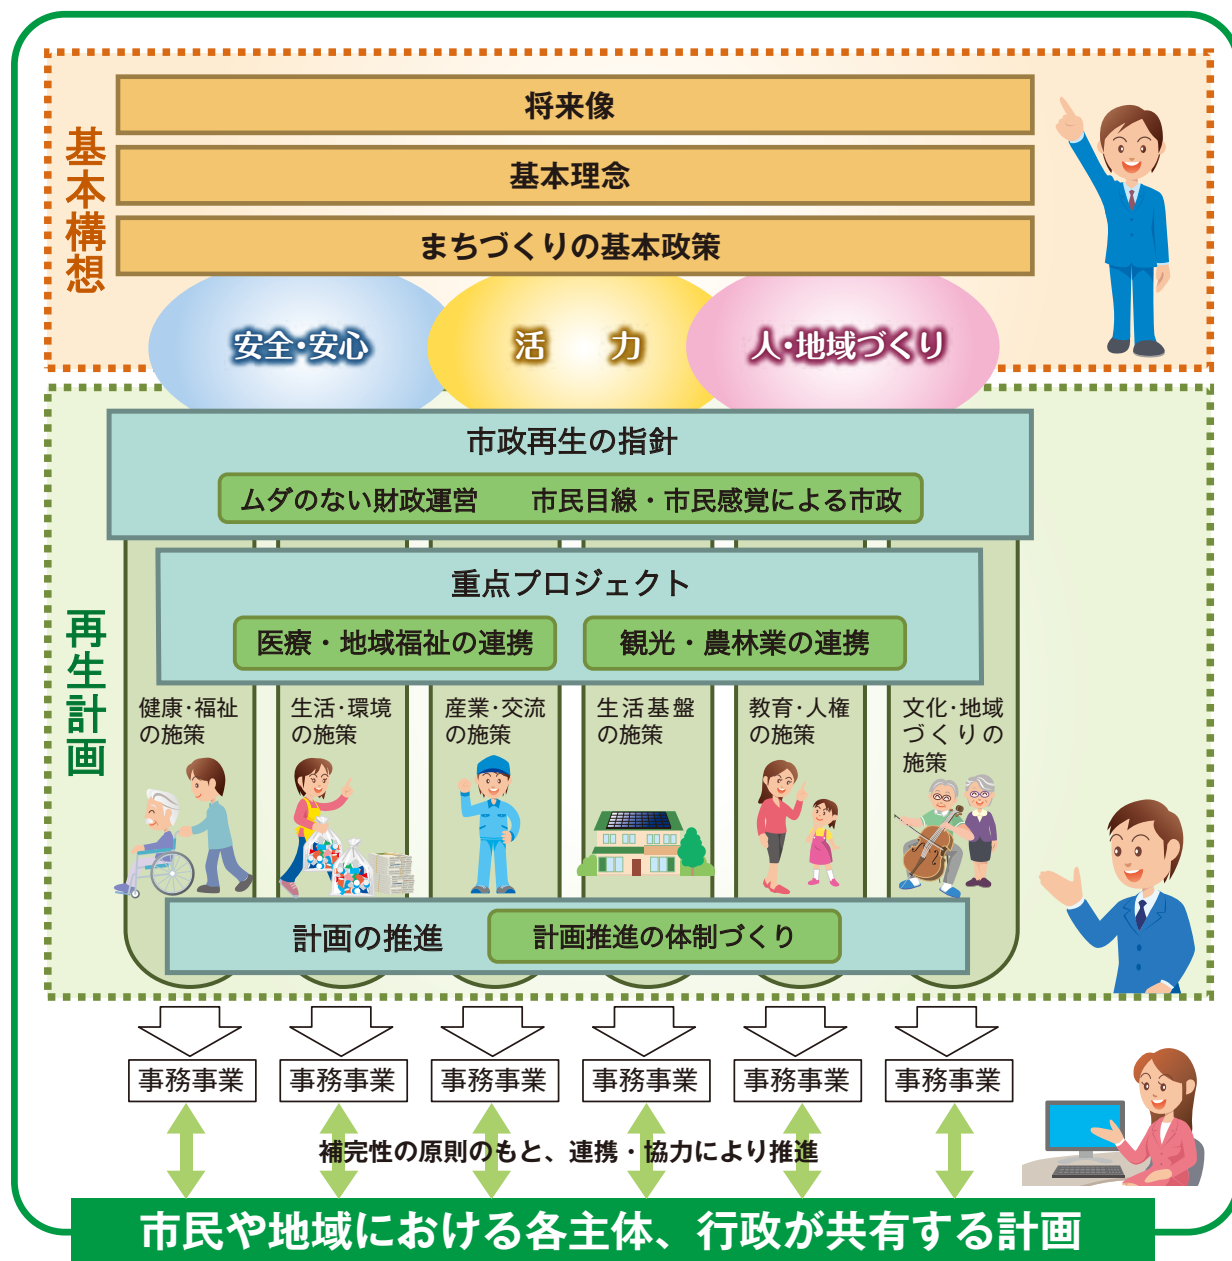 基本構想
将来像
基本理念
まちづくりの基本政策
安全・安心
活　力
人・地域づくり
再生計画
市政再生の指針
ムダのない財政運営　市民目線・市民感覚による市政
重点プロジェクト
医療・地域福祉の連携
観光・農林業の連携
健康・福祉
の施策
生活・環境
の施策
産業・交流
の施策
生活基盤
の施策
教育・人権
の施策
文化・地域
づくりの
施策
計画の推進
計画推進の体制づくり
事務事業
事務事業
事務事業
事務事業
事務事業
事務事業
補完性の原則のもと、連携・協力により推進
市民や地域における各主体、行政が共有する計画